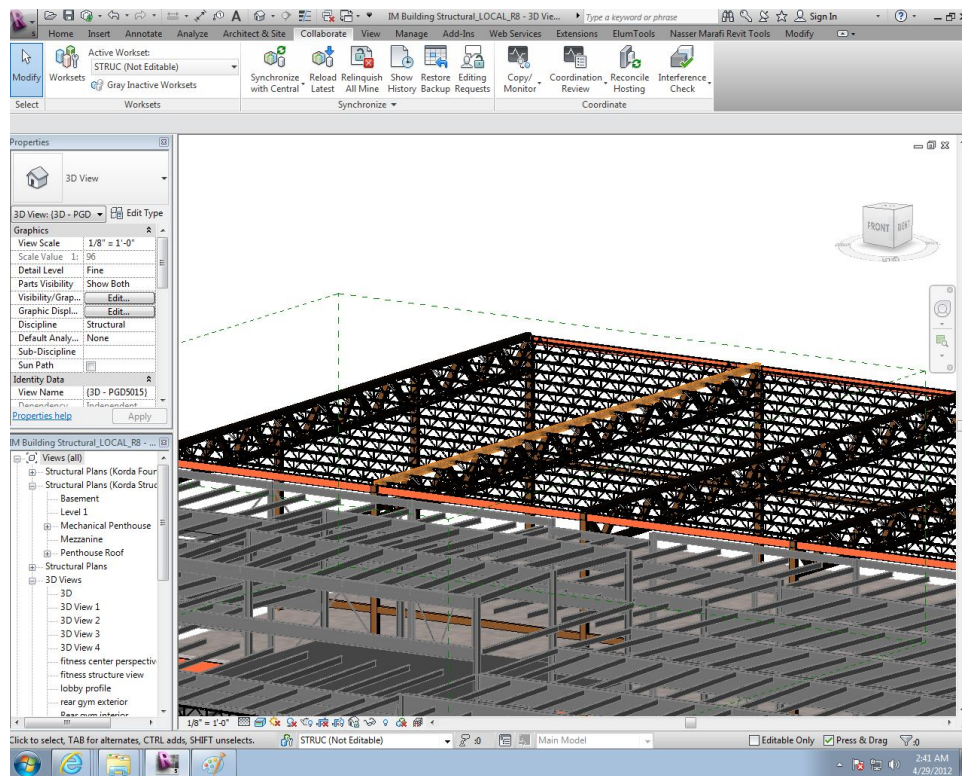 IM Building Structural_LOCAL_R8 - 3D Vie...
Type a keyword or phrase
Sign In
Home Insert Annotate Analyze Architect & Site Collaborate View Manage Add-Ins Web Services Extensions ElumTools Nasser Marafi Revit Tools Modify
Modify
Worksets
Active Workset:
STRUC (Not Editable)
Gray Inactive Worksets
Synchronize with Central
Reload Latest
Relinquish All Mine
Show History
Restore Backup
Editing Requests
Copy/ Monitor
Coordination Review
Reconcile Hosting
Interference Check
Select Worksets Synchronize Coordinate
Properties
3D View
3D View: {3D - PGD
Edit Type
Graphics
View Scale 1/8" = 1'-0"
Scale Value 1: 96
Detail Level Fine
Parts Visibility Show Both
Visibility/Grap... Edit...
Graphic Displ... Edit...
Discipline Structural
Default Analy... None
Sub-Discipline
Sun Path
Identity Data
View Name {3D - PGD5015}
Dependency Independent
Properties help Apply
FRONT
IM Building Structural_LOCAL_R8 - ...
Views (all)
Structural Plans (Korda Four
Structural Plans (Korda Struc
Basement
Level 1
Mechanical Penthouse
Mezzanine
Penthouse Roof
Structural Plans
3D Views
3D
3D View 1
3D View 2
3D View 3
3D View 4
fitness center perspectiv
fitness structure view
lobby profile
rear gym exterior
Rear gym interior
1/8" = 1'-0"
Click to select, TAB for alternates, CTRL adds, SHIFT unselects.
STRUC (Not Editable)
:0
Main Model
Editable Only
Press & Drag
:0
2:41 AM
4/29/2012